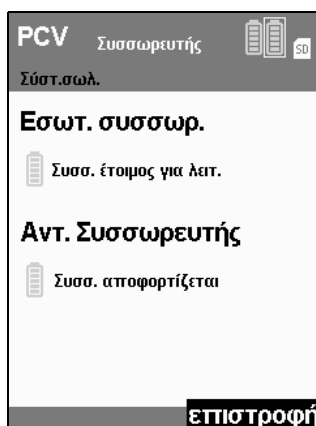 PCV Συσσωρευτής SD
Σύστ.σωλ.
Εσωτ. συσσωρ.
Συσσ. έτοιμος για λειτ.
Αντ. Συσσωρευτής
Συσσ. αποφορτίζεται
επιστροφή